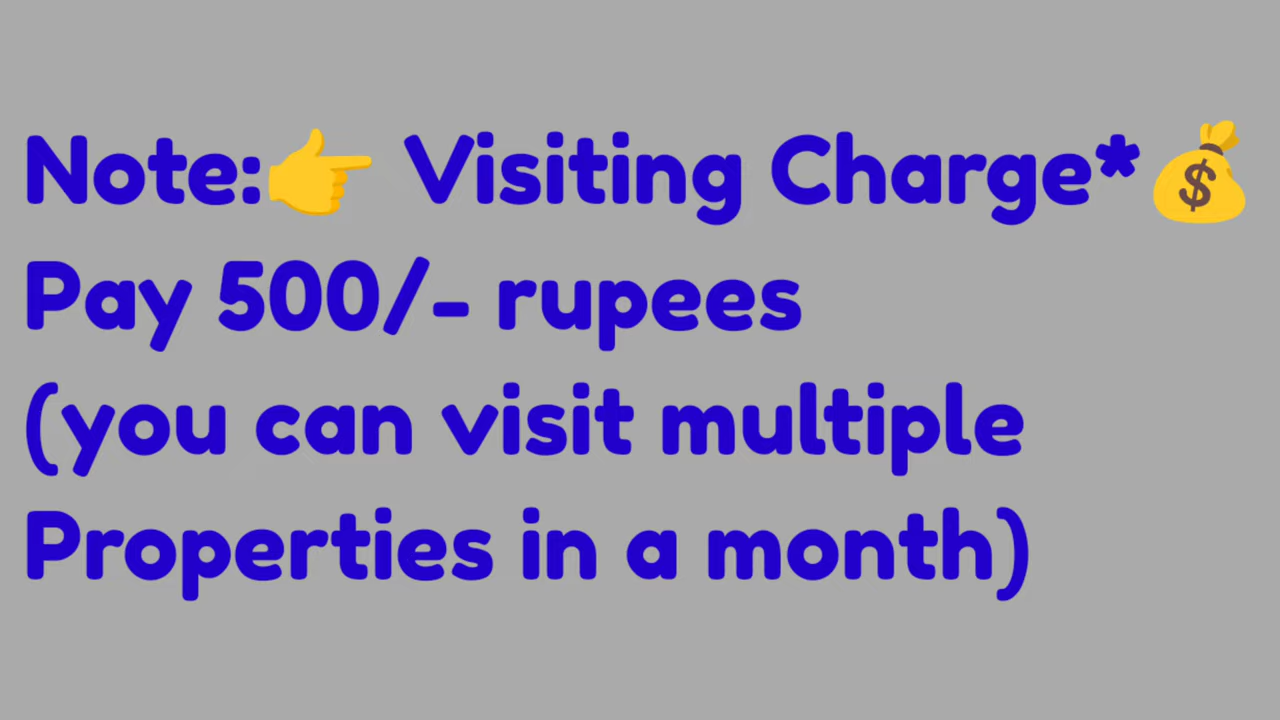 Note:👉 Visiting Charge*💰
Pay 500/- rupees
(you can visit multiple
Properties in a month)